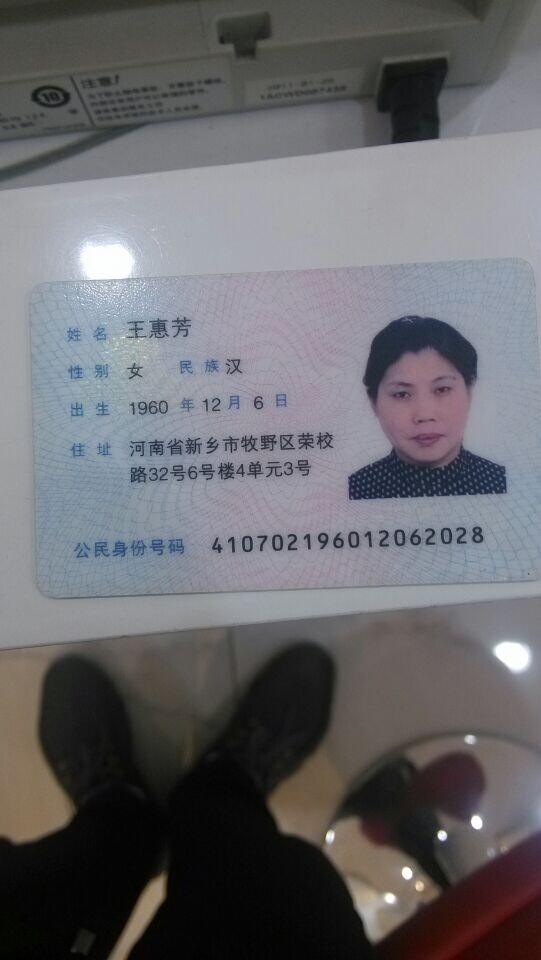 注意!
10
姓名 王惠芳
性别 女 民族 汉
出生 1960 年 12 月 6 日
住址 河南省新乡市牧野区荣校
路32号6号楼4单元3号
公民身份号码 410702196012062028